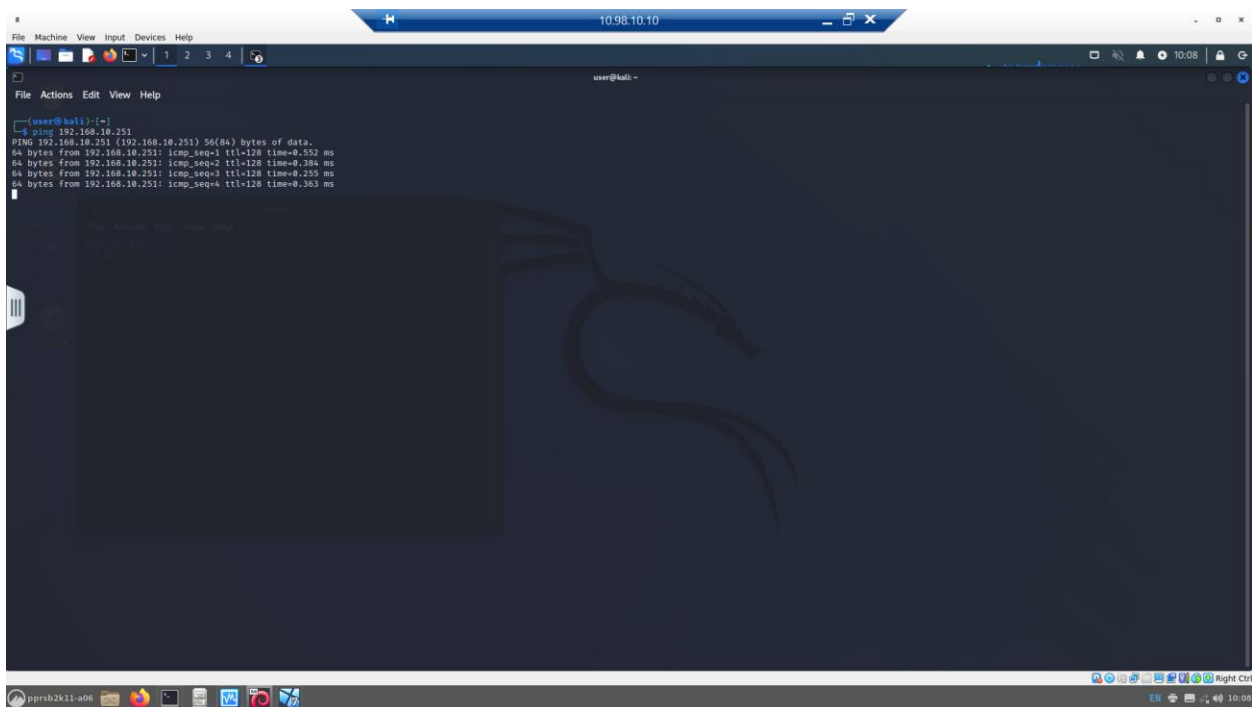 10.98.10.10
File Machine View Input Devices Help
1 2 3 4
10:08
user@kali: ~
File Actions Edit View Help
(user㉿kali)-[~]
$ ping 192.168.10.251
PING 192.168.10.251 (192.168.10.251) 56(84) bytes of data.
64 bytes from 192.168.10.251: icmp_seq=1 ttl=128 time=0.552 ms
64 bytes from 192.168.10.251: icmp_seq=2 ttl=128 time=0.384 ms
64 bytes from 192.168.10.251: icmp_seq=3 ttl=128 time=0.255 ms
64 bytes from 192.168.10.251: icmp_seq=4 ttl=128 time=0.363 ms
File Actions Edit View Help
Right Ctrl
pprsb2k11-a06
EN 10:08